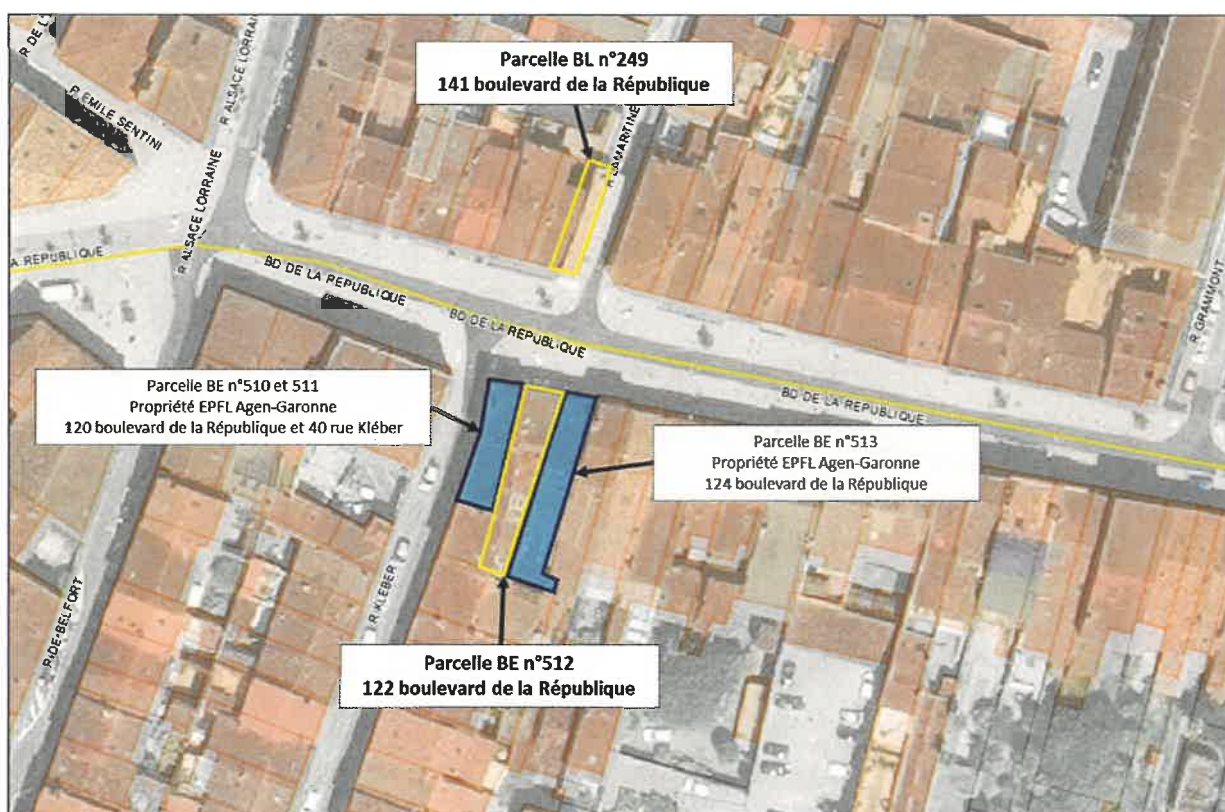 Parcelle BL n°249
141 boulevard de la République
R DE L'
R EMILE SENTINI
R ALSACE LORRAIN
R ALSACE LORRAINE
R LAMARTINE
A REPUBLIQUE
BD DE LA REPUBLIQUE
BD DE LA REPUBLIQUE
BD DE LA REPUBLIQUE
R GRAMMONT
Parcelle BE n°510 et 511
Propriété EPFL Agen-Garonne
120 boulevard de la République et 40 rue Kléber
Parcelle BE n°513
Propriété EPFL Agen-Garonne
124 boulevard de la République
R DE BELFORT
R KLEBER
Parcelle BE n°512
122 boulevard de la République